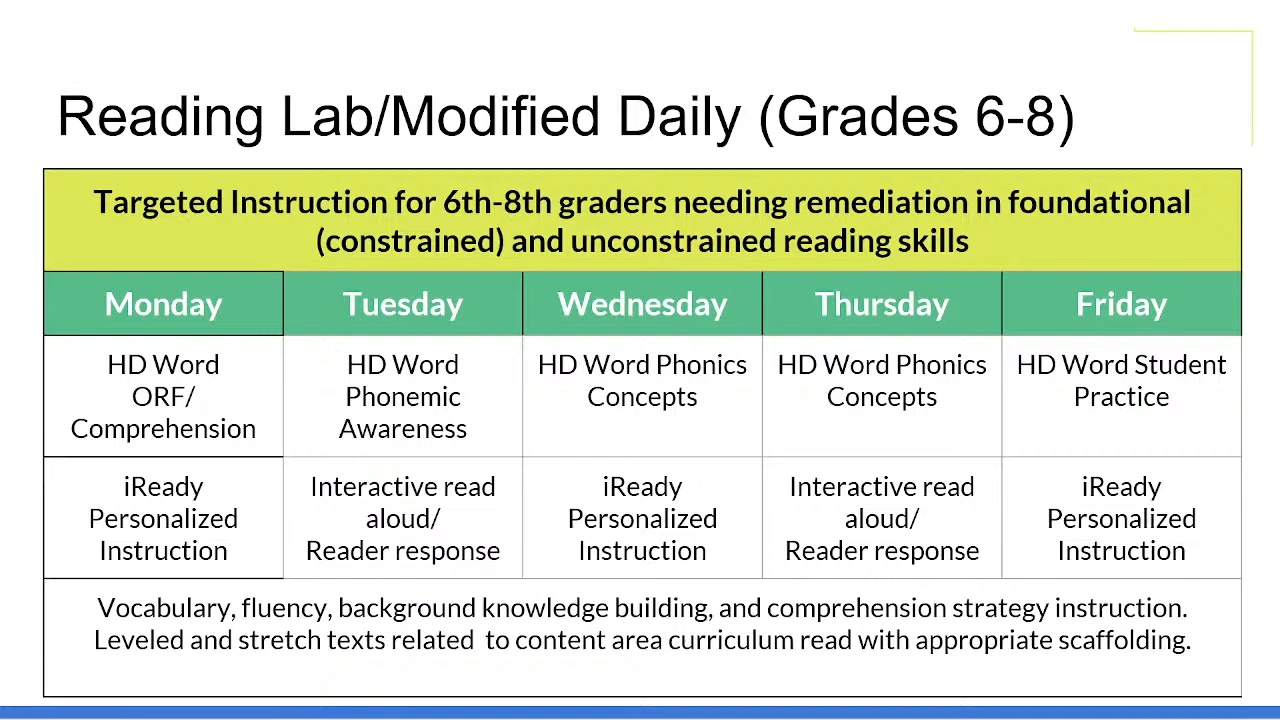 Reading Lab/Modified Daily (Grades 6-8)
Targeted Instruction for 6th-8th graders needing remediation in foundational
(constrained) and unconstrained reading skills
Monday
Tuesday
Wednesday
Thursday
Friday
HD Word
ORF/
Comprehension
HD Word
Phonemic
Awareness
HD Word Phonics
Concepts
HD Word Phonics
Concepts
HD Word Student
Practice
iReady
Personalized
Instruction
Interactive read
aloud/
Reader response
iReady
Personalized
Instruction
Interactive read
aloud/
Reader response
iReady
Personalized
Instruction
Vocabulary, fluency, background knowledge building, and comprehension strategy instruction.
Leveled and stretch texts related  to content area curriculum read with appropriate scaffolding.